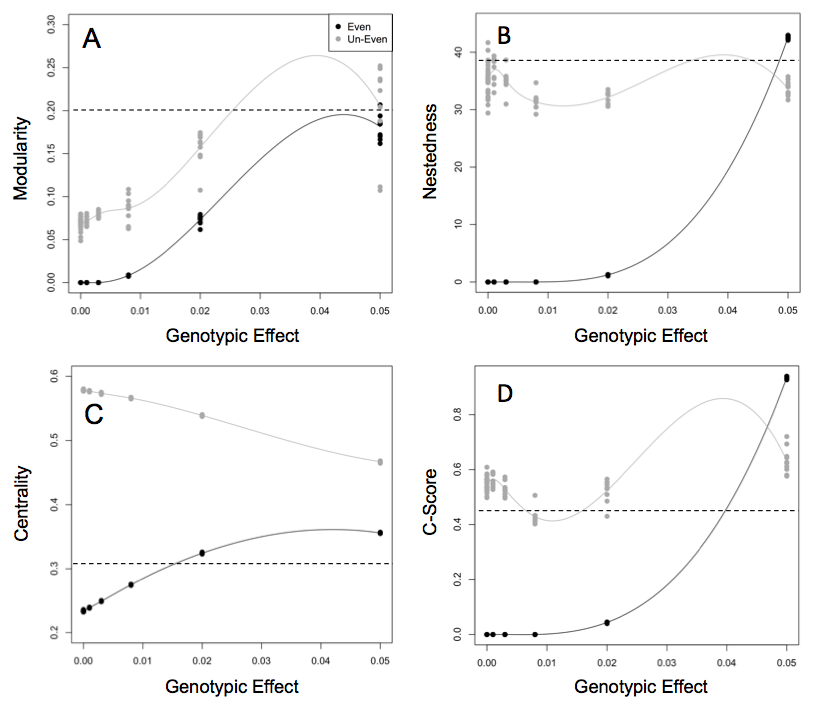 A
Even
Un-Even
0.30
0.25
0.20
0.15
0.10
0.05
0.00
Modularity
0.00 0.01 0.02 0.03 0.04 0.05
Genotypic Effect
B
40
30
20
10
0
Nestedness
0.00 0.01 0.02 0.03 0.04 0.05
Genotypic Effect
C
0.6
0.5
0.4
0.3
0.2
Centrality
0.00 0.01 0.02 0.03 0.04 0.05
Genotypic Effect
D
0.8
0.6
0.4
0.2
0.0
C-Score
0.00 0.01 0.02 0.03 0.04 0.05
Genotypic Effect